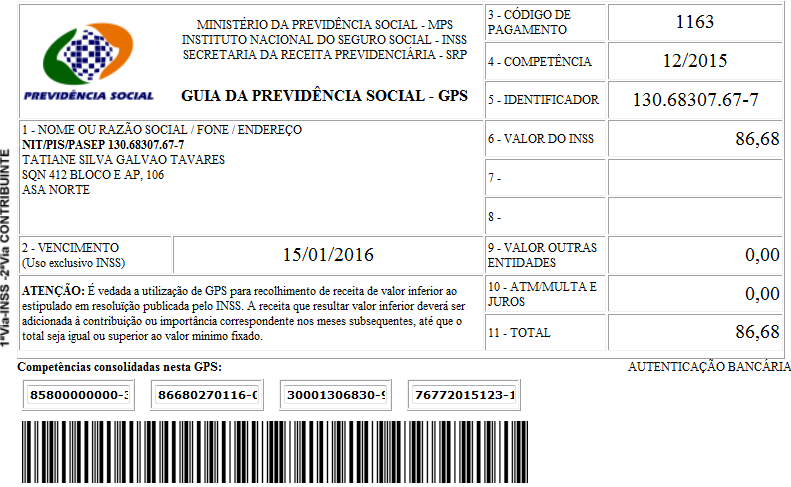 MINISTÉRIO DA PREVIDÊNCIA SOCIAL - MPS
INSTITUTO NACIONAL DO SEGURO SOCIAL - INSS
SECRETARIA DA RECEITA PREVIDENCIÁRIA - SRP
PREVIDÊNCIA SOCIAL
GUIA DA PREVIDÊNCIA SOCIAL - GPS
3 - CÓDIGO DE
PAGAMENTO
1163
4 - COMPETÊNCIA
12/2015
5 - IDENTIFICADOR
130.68307.67-7
1 - NOME OU RAZÃO SOCIAL / FONE / ENDEREÇO
NIT/PIS/PASEP 130.68307.67-7
TATIANE SILVA GALVAO TAVARES
SQN 412 BLOCO E AP, 106
ASA NORTE
6 - VALOR DO INSS
86,68
7 -
8 -
2 - VENCIMENTO
(Uso exclusivo INSS)
15/01/2016
9 - VALOR OUTRAS
ENTIDADES
0,00
ATENÇÃO: É vedada a utilização de GPS para recolhimento de receita de valor inferior ao
estipulado em resoluïção publicada pelo INSS. A receita que resultar valor inferior deverá ser
adicionada à contribuição ou importância correspondente nos meses subsequentes, até que o
total seja igual ou superior ao valor mínimo fixado.
10 - ATM/MULTA E
JUROS
0,00
11 - TOTAL
86,68
1ªVia-INSS -2ªVia CONTRIBUINTE
Competências consolidadas nesta GPS:
AUTENTICAÇÃO BANCÁRIA
85800000000-3
86680270116-0
30001306830-9
76772015123-1